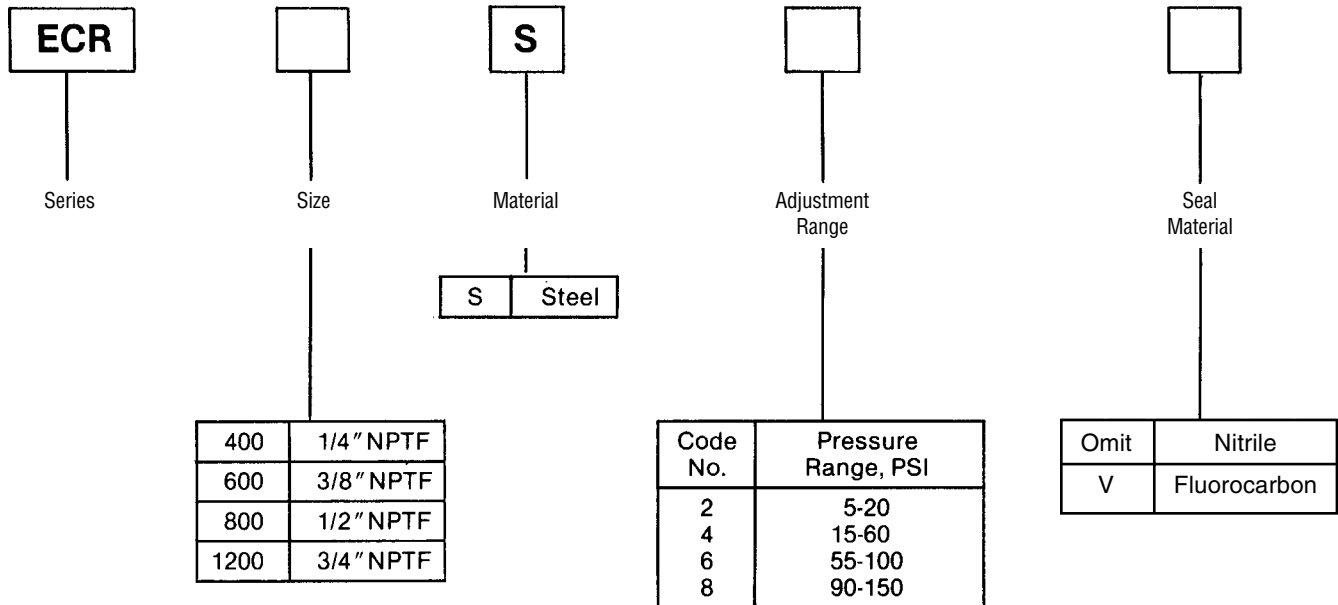 ECR S
Series Size Material Adjustment Range Seal Material
S Steel
400 1/4" NPTF
600 3/8" NPTF
800 1/2" NPTF
1200 3/4" NPTF
Code No. Pressure Range, PSI
2 5-20
4 15-60
6 55-100
8 90-150
Omit Nitrile
V Fluorocarbon